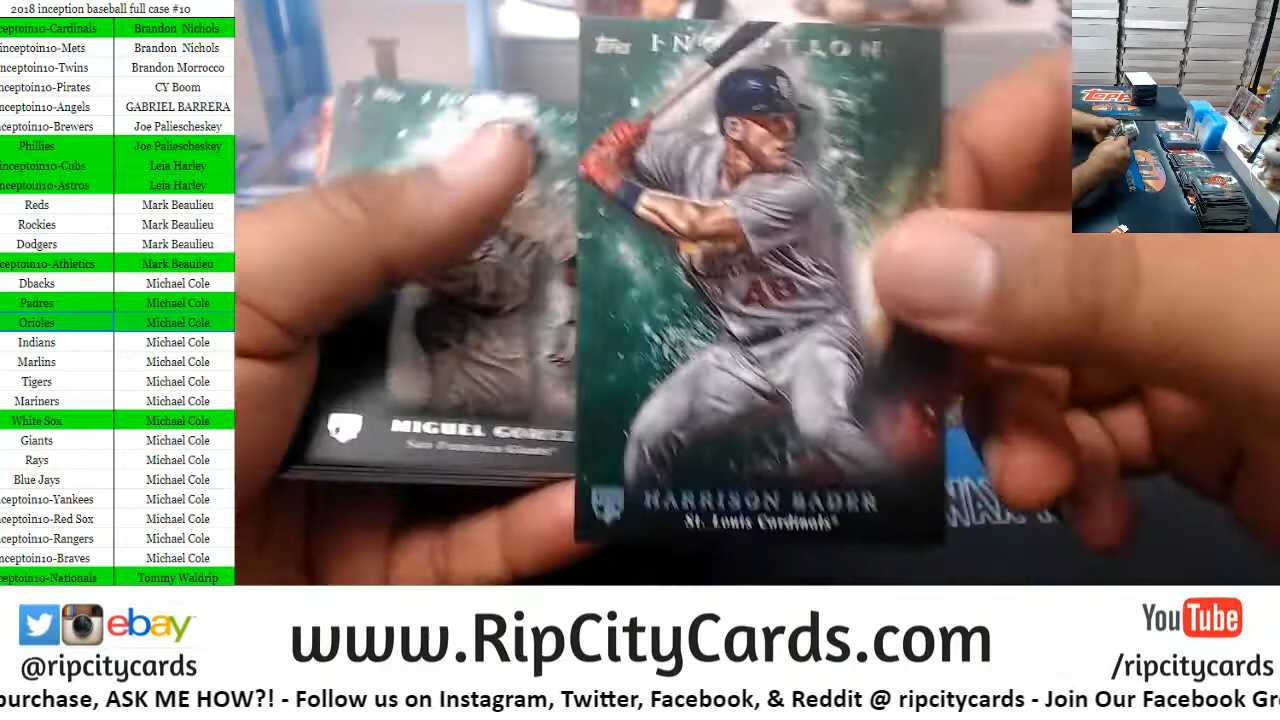 2018 inception baseball full case #10
nceptoin10-Cardinals Brandon Nichols
inceptoin10-Mets Brandon Nichols
nceptoin10-Twins Brandon Morrocco
nceptoin10-Pirates CY Boom
nceptoin10-Angels GABRIEL BARRERA
ceptoin10-Brewers Joe Paliescheskey
Phillies Joe Paliescheskey
inceptoin10-Cubs Leia Harley
nceptoin10-Astros Leia Harley
Reds Mark Beaulieu
Rockies Mark Beaulieu
Dodgers Mark Beaulieu
ceptoin10-Athletics Mark Beaulieu
Dbacks Michael Cole
Padres Michael Cole
Orioles Michael Cole
Indians Michael Cole
Marlins Michael Cole
Tigers Michael Cole
Mariners Michael Cole
White Sox Michael Cole
Giants Michael Cole
Rays Michael Cole
Blue Jays Michael Cole
nceptoin10-Yankees Michael Cole
nceptoin10-Red Sox Michael Cole
nceptoin10-Rangers Michael Cole
nceptoin10-Braves Michael Cole
ceptoin10-Nationals Tommy Waldrip
Topps INCEPTION
48
HARRISON BADER
St. Louis Cardinals
MIGUEL
San Francisco Giants
TOPPS
ebay
@ripcitycards
www.RipCityCards.com
YouTube
/ripcitycards
purchase, ASK ME HOW?! - Follow us on Instagram, Twitter, Facebook, & Reddit @ ripcitycards - Join Our Facebook Gr